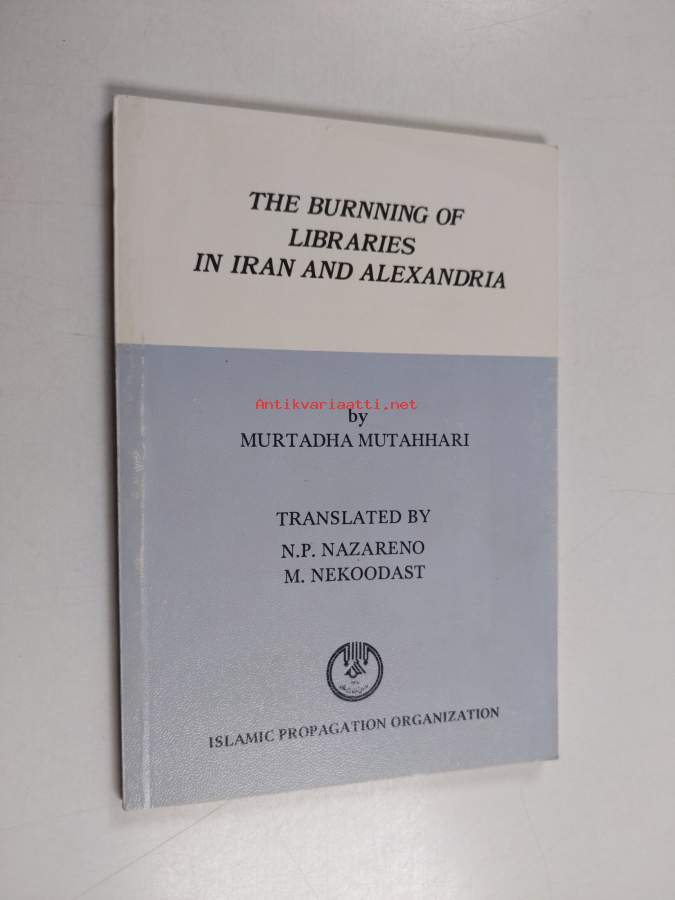 THE BURNNING OF
LIBRARIES
IN IRAN AND ALEXANDRIA
Antikvariaatti.net
by
MURTADHA MUTAHHARI
TRANSLATED BY
N.P. NAZARENO
M. NEKOODAST
ISLAMIC PROPAGATION ORGANIZATION